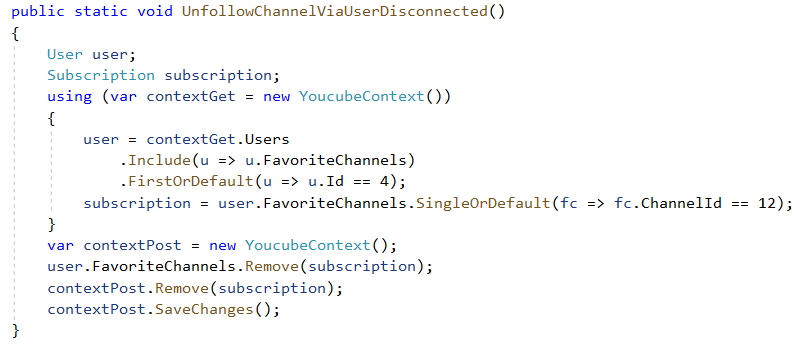 public static void UnfollowChannelViaUserDisconnected()
{
    User user;
    Subscription subscription;
    using (var contextGet = new YoucubeContext())
    {
        user = contextGet.Users
            .Include(u => u.FavoriteChannels)
            .FirstOrDefault(u => u.Id == 4);
        subscription = user.FavoriteChannels.SingleOrDefault(fc => fc.ChannelId == 12);
    }
    var contextPost = new YoucubeContext();
    user.FavoriteChannels.Remove(subscription);
    contextPost.Remove(subscription);
    contextPost.SaveChanges();
}